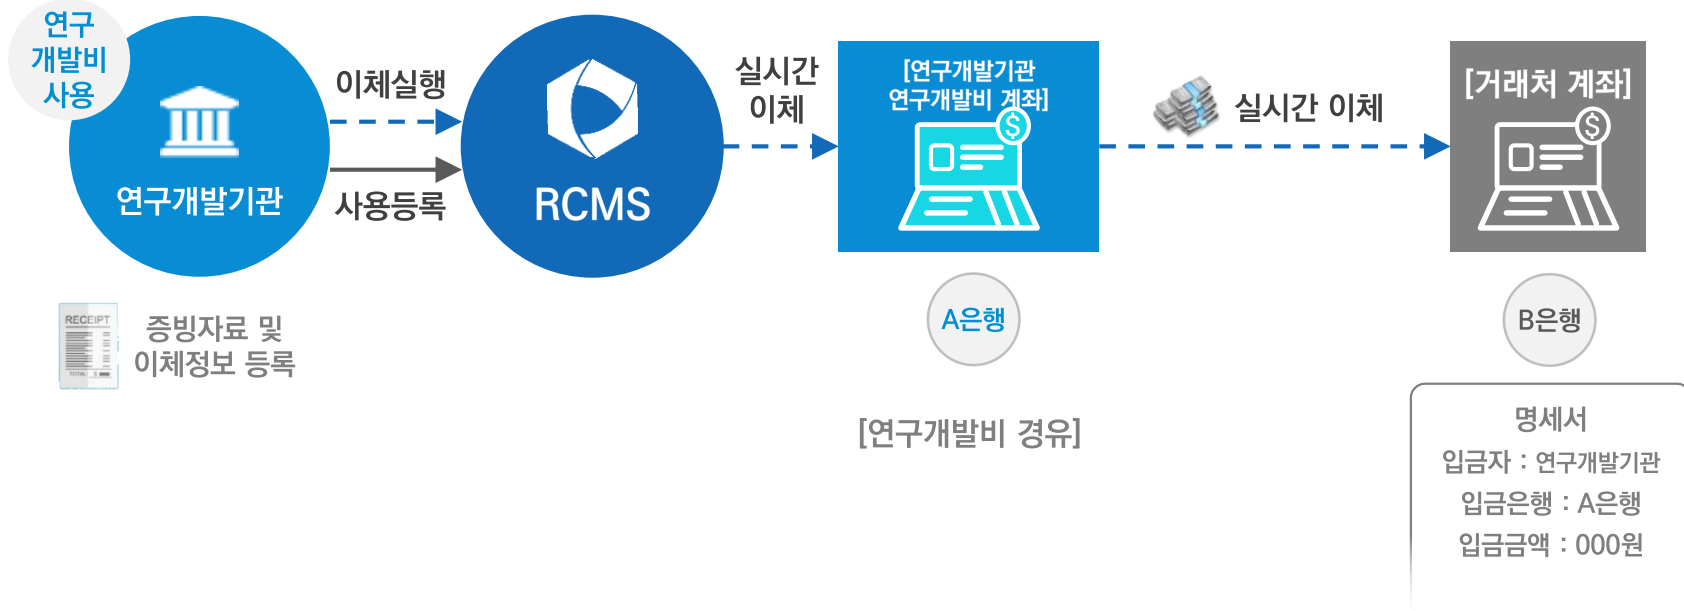 연구
개발비
사용
연구개발기관
이체실행
사용등록
RCMS
실시간
이체
[연구개발기관
연구개발비 계좌]
실시간 이체
[거래처 계좌]
RECEIPT
TOTAL
증빙자료 및
이체정보 등록
A은행
B은행
[연구개발비 경유]
명세서
입금자 : 연구개발기관
입금은행 : A은행
입금금액 : 000원